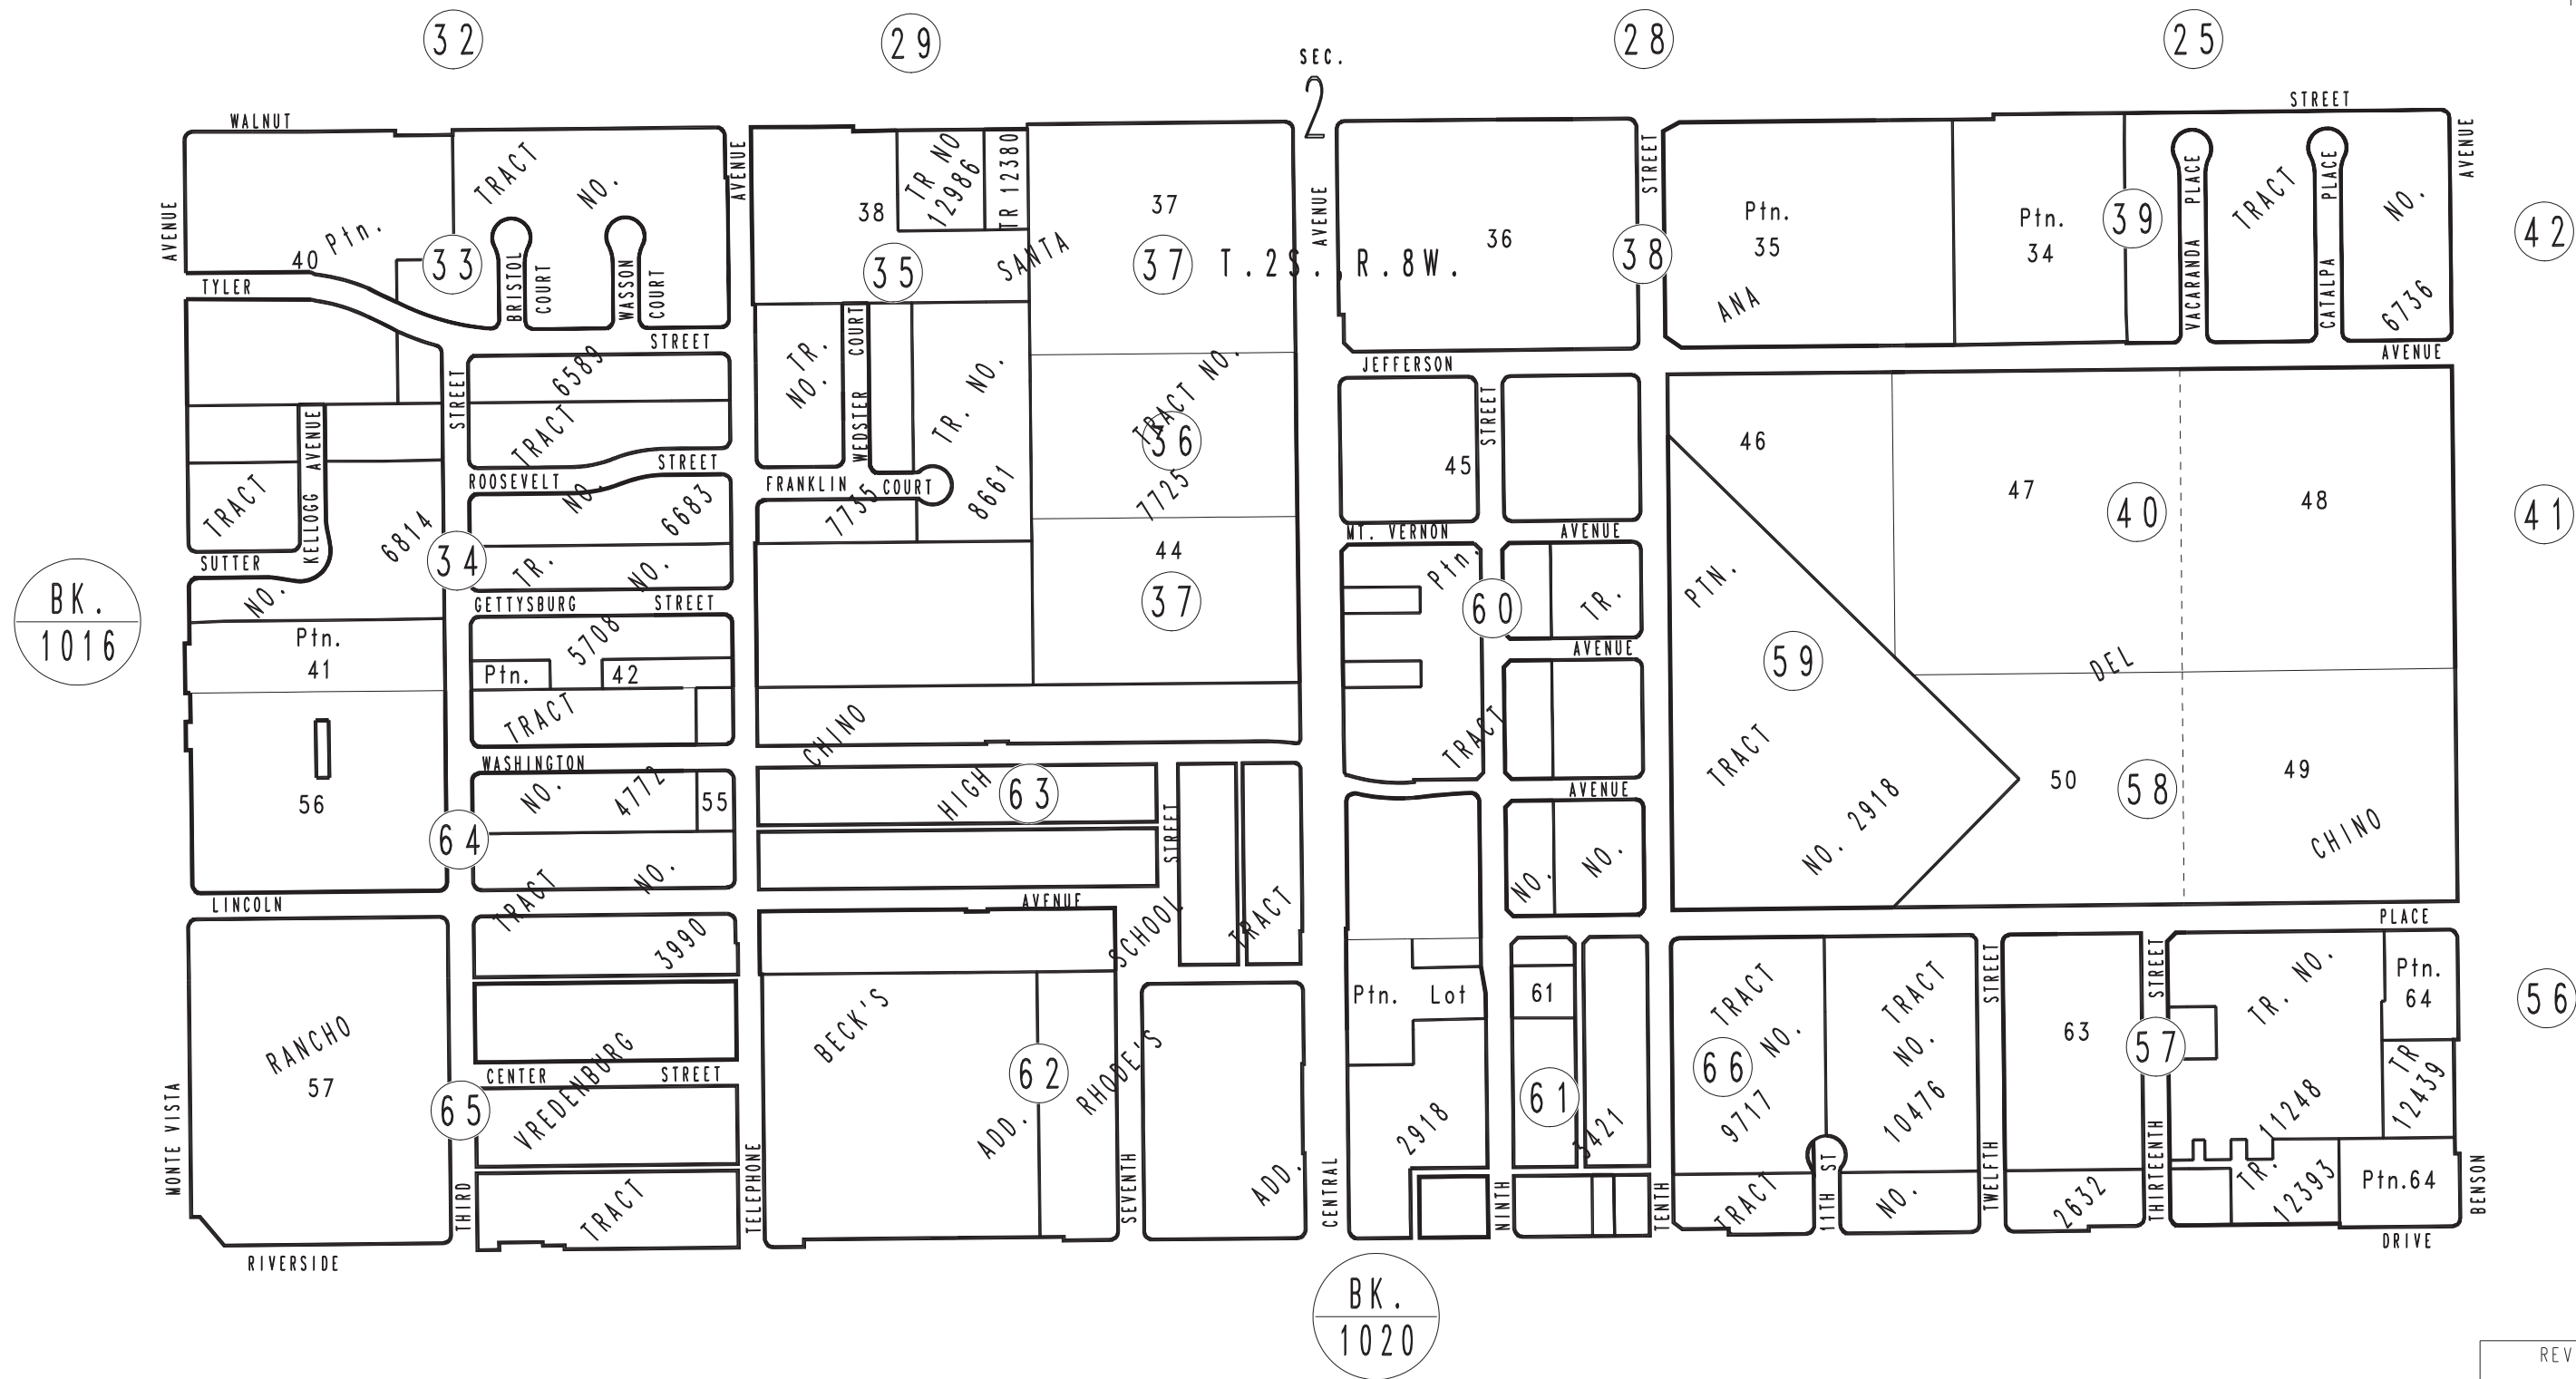 32
29
28
25
SEC.
2
WALNUT
STREET
AVENUE
AVENUE
AVENUE
STREET
AVENUE
TRACT
NO.
TR NO
12986
TR 12380
38
37
36
Ptn.
35
Ptn.
34
39
VACARANDA PLACE
TRACT
CATALPA PLACE
NO.
6736
42
40 Ptn.
33
BRISTOL
COURT
WASSON
COURT
35
SANTA
37
T.2S.,R.8W.
38
ANA
TYLER
STREET
6589
JEFFERSON
AVENUE
STREET
TRACT
TR.
NO.
WEDSTER COURT
TR. NO.
TRACT NO.
36
7725
STREET
45
46
47
40
48
41
KELLOGG AVENUE
TRACT
ROOSEVELT
STREET
NO.
6683
FRANKLIN COURT
7735
8661
MT. VERNON
AVENUE
SUTTER
6814
34
TR.
NO.
44
37
Ptn.
60
TR.
PTN.
BK.
1016
NO.
GETTYSBURG
STREET
5708
AVENUE
59
DEL
Ptn.
41
Ptn.
42
TRACT
CHINO
TRACT
TRACT
NO. 2918
50
58
49
CHINO
56
WASHINGTON
NO.
4772
55
64
HIGH
63
STREET
AVENUE
NO.
NO.
TRACT
NO.
LINCOLN
AVENUE
SCHOOL
TRACT
PLACE
3990
RANCHO
57
BECK'S
ADD.
62
RHODE'S
ADD.
Ptn. Lot
61
2918
61
3421
TRACT
NO.
66
9717
TRACT
NO.
10476
STREET
63
STREET
57
TR. NO.
11248
Ptn.
64
TR
12439
56
CENTER
STREET
65
VREDENBURG
TRACT
MONTE VISTA
THIRD
TELEPHONE
SEVENTH
CENTRAL
NINTH
TENTH
TRACT
11TH ST
NO.
TWELFTH
2632
THIRTEENTH
TR.
12393
Ptn.64
BENSON
RIVERSIDE
DRIVE
BK.
1020
REV